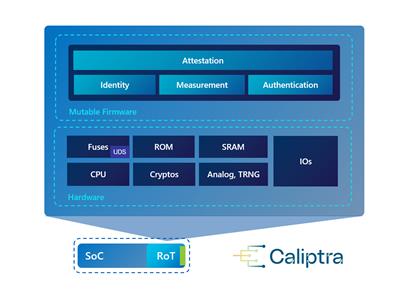 Attestation
Identity Measurement Authentication
Mutable Firmware
Fuses UDS ROM SRAM IOs
CPU Cryptos Analog, TRNG
Hardware
SoC RoT Caliptra